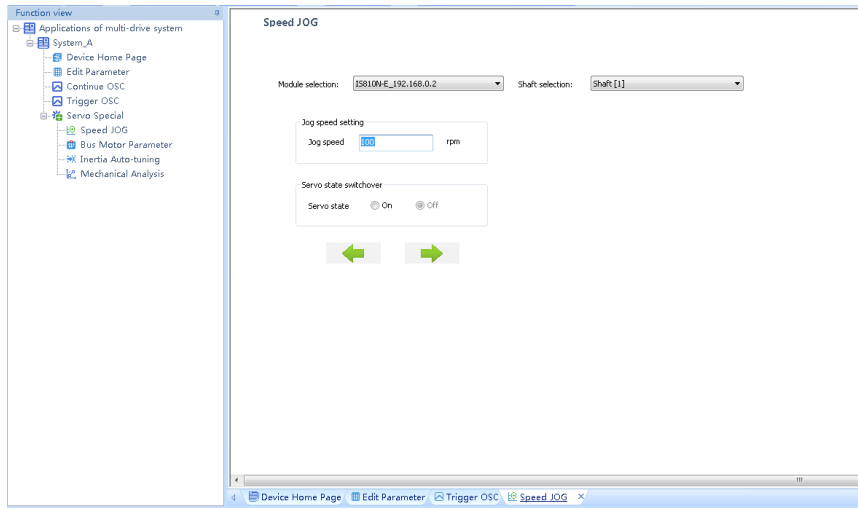 Function view
Applications of multi-drive system
System_A
Device Home Page
Edit Parameter
Continue OSC
Trigger OSC
Servo Special
Speed JOG
Bus Motor Parameter
Inertia Auto-tuning
Mechanical Analysis
Speed JOG
Module selection: IS810N-E_192.168.0.2 Shaft selection: Shaft [1]
Jog speed setting
Jog speed 100 rpm
Servo state switchover
Servo state On Off
Device Home Page Edit Parameter Trigger OSC Speed JOG